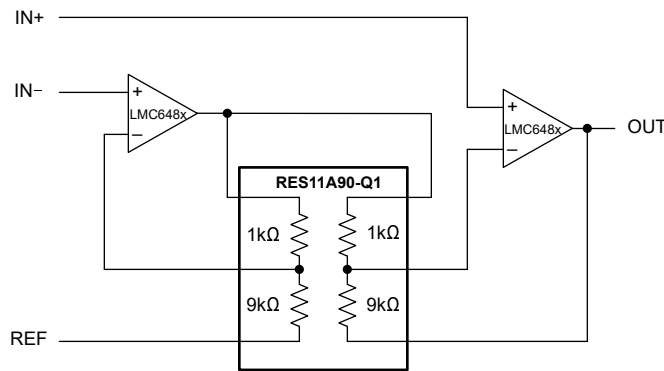 IN+
IN−
+
LMC648x
−
+
LMC648x
−
OUT
RES11A90-Q1
1kΩ
1kΩ
9kΩ
9kΩ
REF